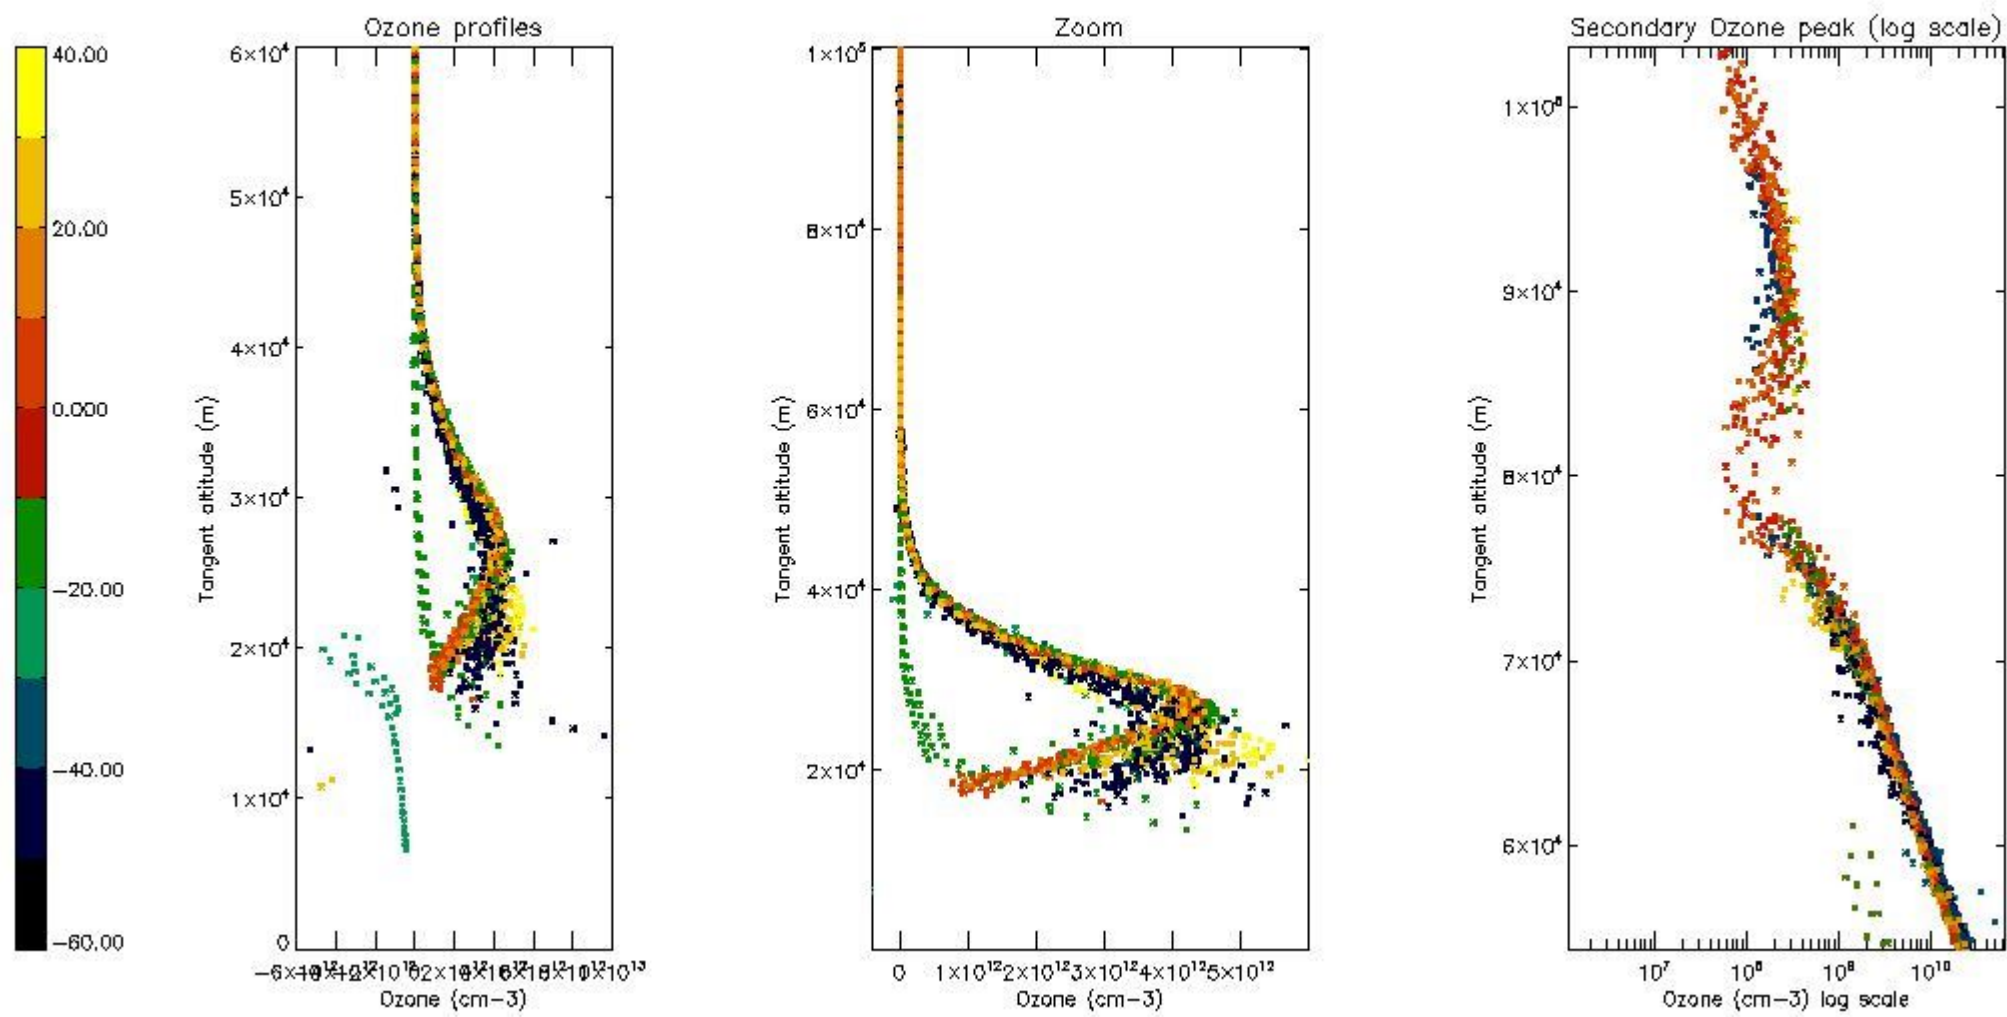 Ozone profiles
Zoom
Secondary Ozone peak (log scale)
40.00
20.00
0.000
−20.00
−40.00
−60.00
6×10⁴
5×10⁴
4×10⁴
3×10⁴
2×10⁴
1×10⁴
0
Tangent altitude (m)
Ozone (cm−3)
1×10⁵
8×10⁴
6×10⁴
4×10⁴
2×10⁴
Tangent altitude (m)
0 1×10¹² 2×10¹² 3×10¹² 4×10¹² 5×10¹²
Ozone (cm−3)
9×10⁴
8×10⁴
7×10⁴
6×10⁴
Tangent altitude (m)
10⁷ 10⁸ 10⁹ 10¹⁰
Ozone (cm−3) log scale